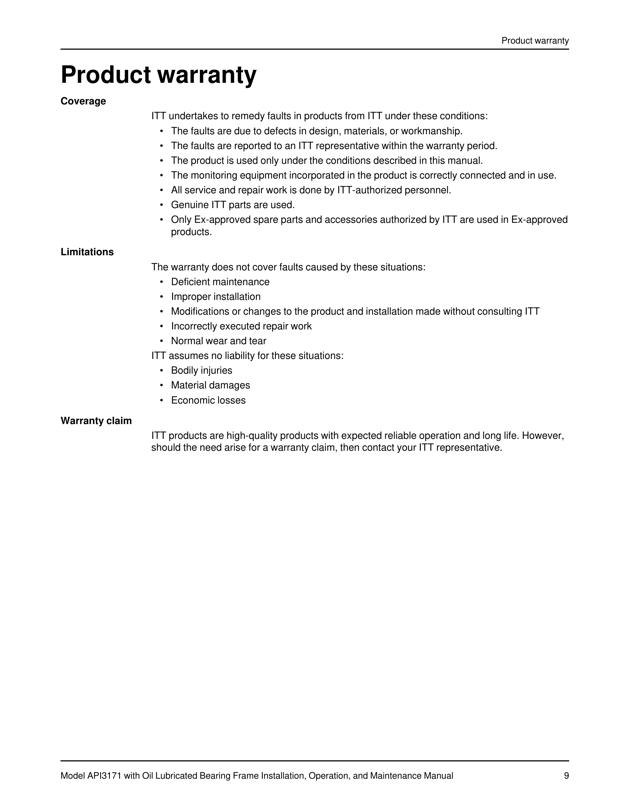 Product warranty
Product warranty
Coverage
ITT undertakes to remedy faults in products from ITT under these conditions:
• The faults are due to defects in design, materials, or workmanship.
• The faults are reported to an ITT representative within the warranty period.
• The product is used only under the conditions described in this manual.
• The monitoring equipment incorporated in the product is correctly connected and in use.
• All service and repair work is done by ITT-authorized personnel.
• Genuine ITT parts are used.
• Only Ex-approved spare parts and accessories authorized by ITT are used in Ex-approved
products.
Limitations
The warranty does not cover faults caused by these situations:
• Deficient maintenance
• Improper installation
• Modifications or changes to the product and installation made without consulting ITT
• Incorrectly executed repair work
• Normal wear and tear
ITT assumes no liability for these situations:
• Bodily injuries
• Material damages
• Economic losses
Warranty claim
ITT products are high-quality products with expected reliable operation and long life. However,
should the need arise for a warranty claim, then contact your ITT representative.
Model API3171 with Oil Lubricated Bearing Frame Installation, Operation, and Maintenance Manual 9